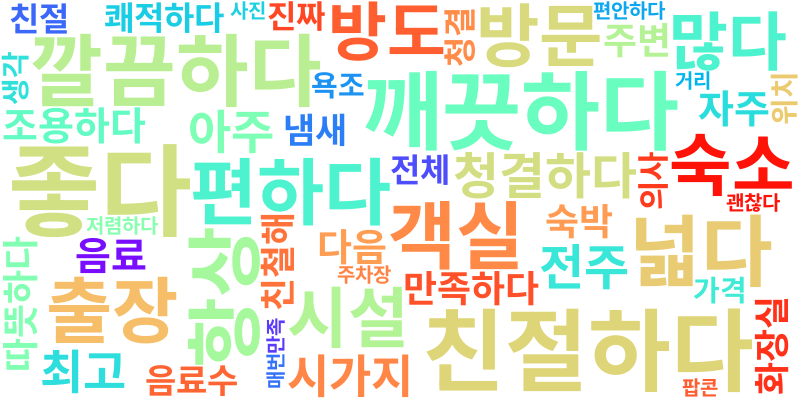 친절
쾌적하다
사진
진짜
방도
청결
방문
편안하다
주변
많다
생각
깔끔하다
욕조
깨끗하다
거리
자주
위치
조용하다
아주
냄새
좋다
편하다
전체
청결하다
의사
숙소
괜찮다
저렴하다
음료
항상
친절해
다음
객실
숙박
전주
넓다
주차장
만족하다
가격
따뜻하다
출장
시설
친절하다
화장실
최고
음료수
매번만족
시가지
팝콘